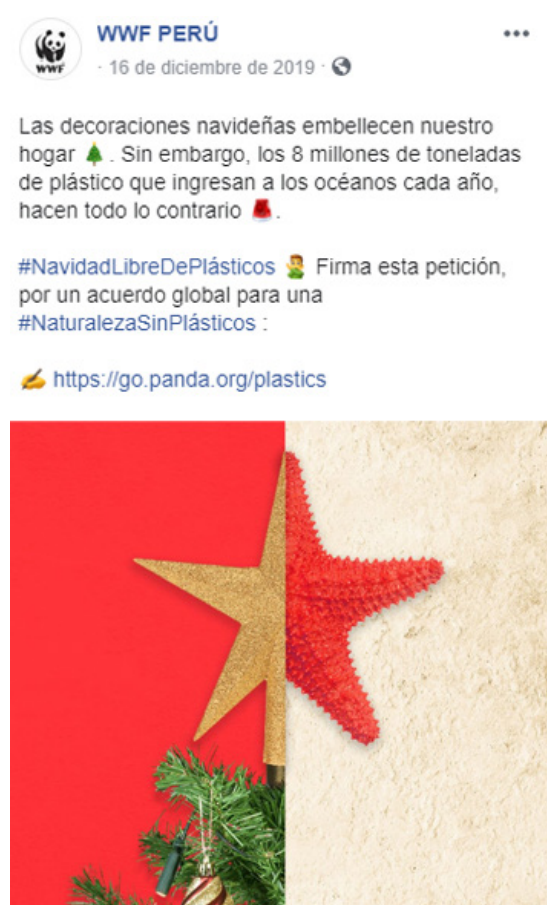 WWF PERÚ
· 16 de diciembre de 2019 ·
WWF
Las decoraciones navideñas embellecen nuestro
hogar 🎄. Sin embargo, los 8 millones de toneladas
de plástico que ingresan a los océanos cada año,
hacen todo lo contrario 🎅.
#NavidadLibreDePlásticos 🤦‍♂️ Firma esta petición,
por un acuerdo global para una
#NaturalezaSinPlásticos :
✍️ https://go.panda.org/plastics